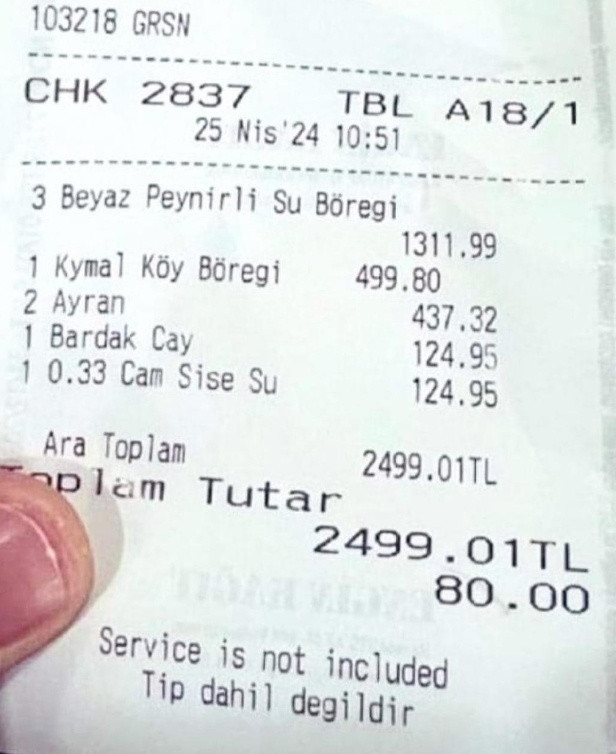 103218 GRSN
CHK 2837 TBL A18/1
25 Nis'24 10:51
3 Beyaz Peynirli Su Böregi
1311.99
1 Kymal Köy Böregi 499.80
2 Ayran 437.32
1 Bardak Cay 124.95
1 0.33 Cam Sise Su 124.95
Ara Toplam 2499.01TL
Toplam Tutar
2499.01TL
80.00
Service is not included
Tip dahil degildir